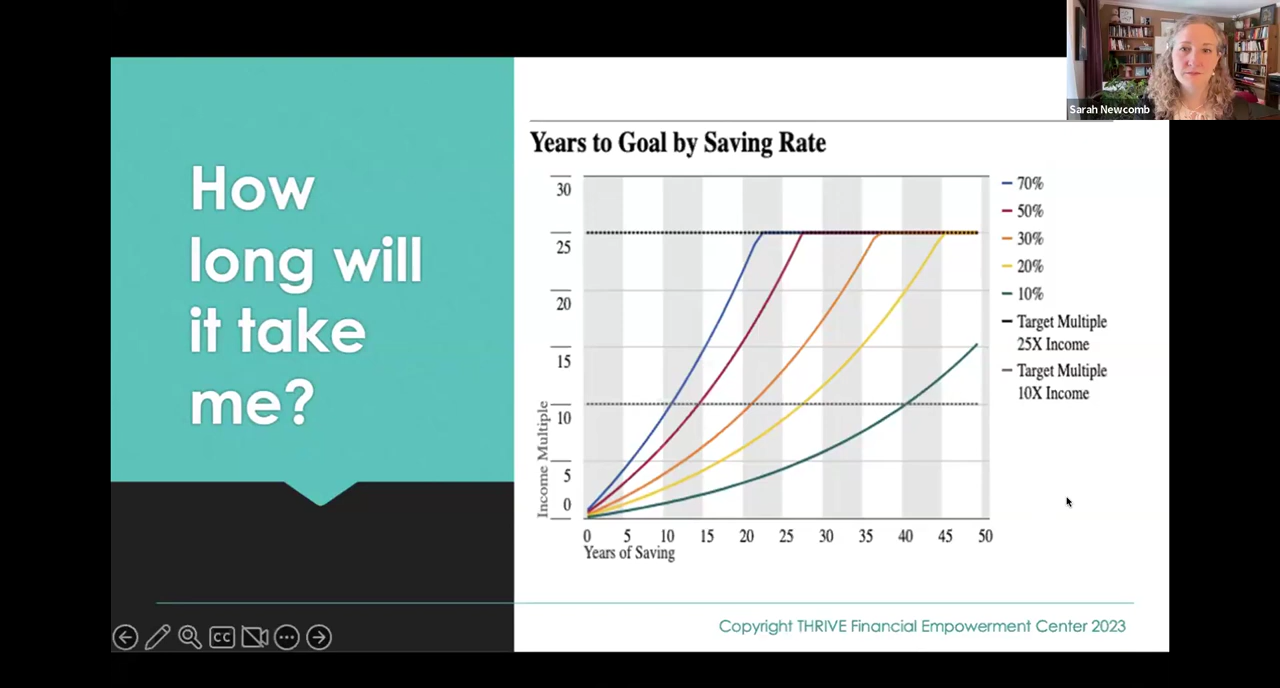 Sarah Newcomb
How
long will
it take
me?
Years to Goal by Saving Rate
30
25
20
15
10
5
0
Income Multiple
0 5 10 15 20 25 30 35 40 45 50
Years of Saving
70%
50%
30%
20%
10%
Target Multiple
25X Income
Target Multiple
10X Income
CC
Copyright THRIVE Financial Empowerment Center 2023